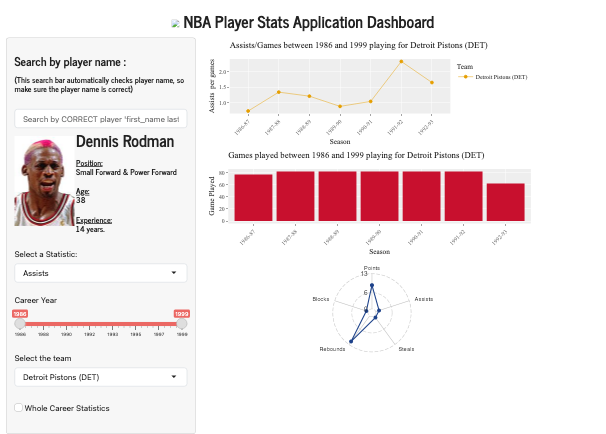 NBA Player Stats Application Dashboard
Search by player name :
(This search bar automatically checks player name, so
make sure the player name is correct)
Search by CORRECT player 'first_name last
Dennis Rodman
Position:
Small Forward & Power Forward
Age:
38
Experience:
14 years.
Select a Statistic:
Assists
Career Year
1986
1999
1986 1988 1990 1992 1993 1995 1997 1999
Select the team
Detroit Pistons (DET)
Whole Career Statistics
Assists/Games between 1986 and 1999 playing for Detroit Pistons (DET)
Assists per games
2.0
1.5
1.0
1986-87 1987-88 1988-89 1989-90 1990-91 1991-92 1992-93
Season
Team
Detroit Pistons (DET)
Games played between 1986 and 1999 playing for Detroit Pistons (DET)
Game Played
80
60
40
20
0
1986-87 1987-88 1988-89 1989-90 1990-91 1991-92 1992-93
Season
Points
13
6
Blocks
Assists
Rebounds
Steals